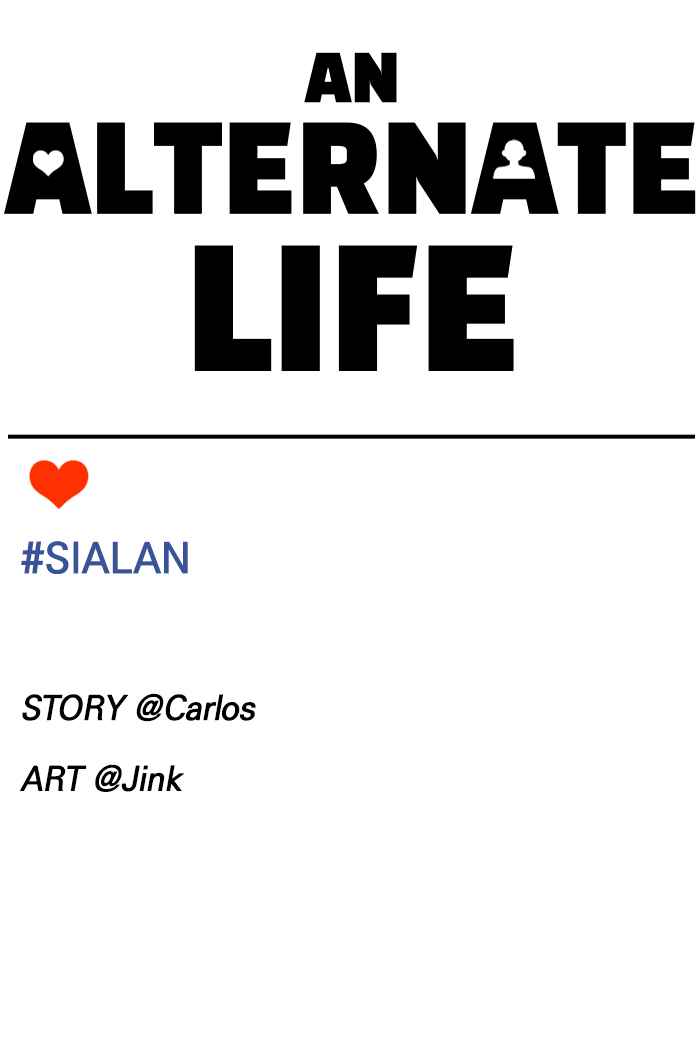 AN
ALTERNATE
LIFE
#SIALAN
STORY @Carlos
ART @Jink